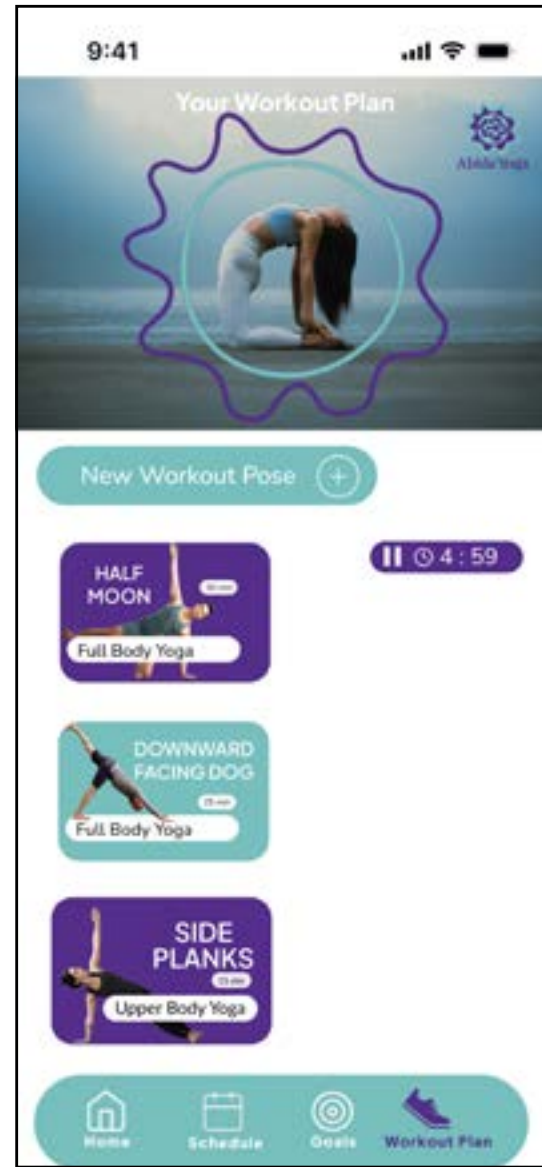 9:41
Your Workout Plan
New Workout Pose
4 : 59
HALF
MOON
Full Body Yoga
DOWNWARD
FACING DOG
Full Body Yoga
SIDE
PLANKS
Upper Body Yoga
Home
Schedule
Goals
Workout Plan